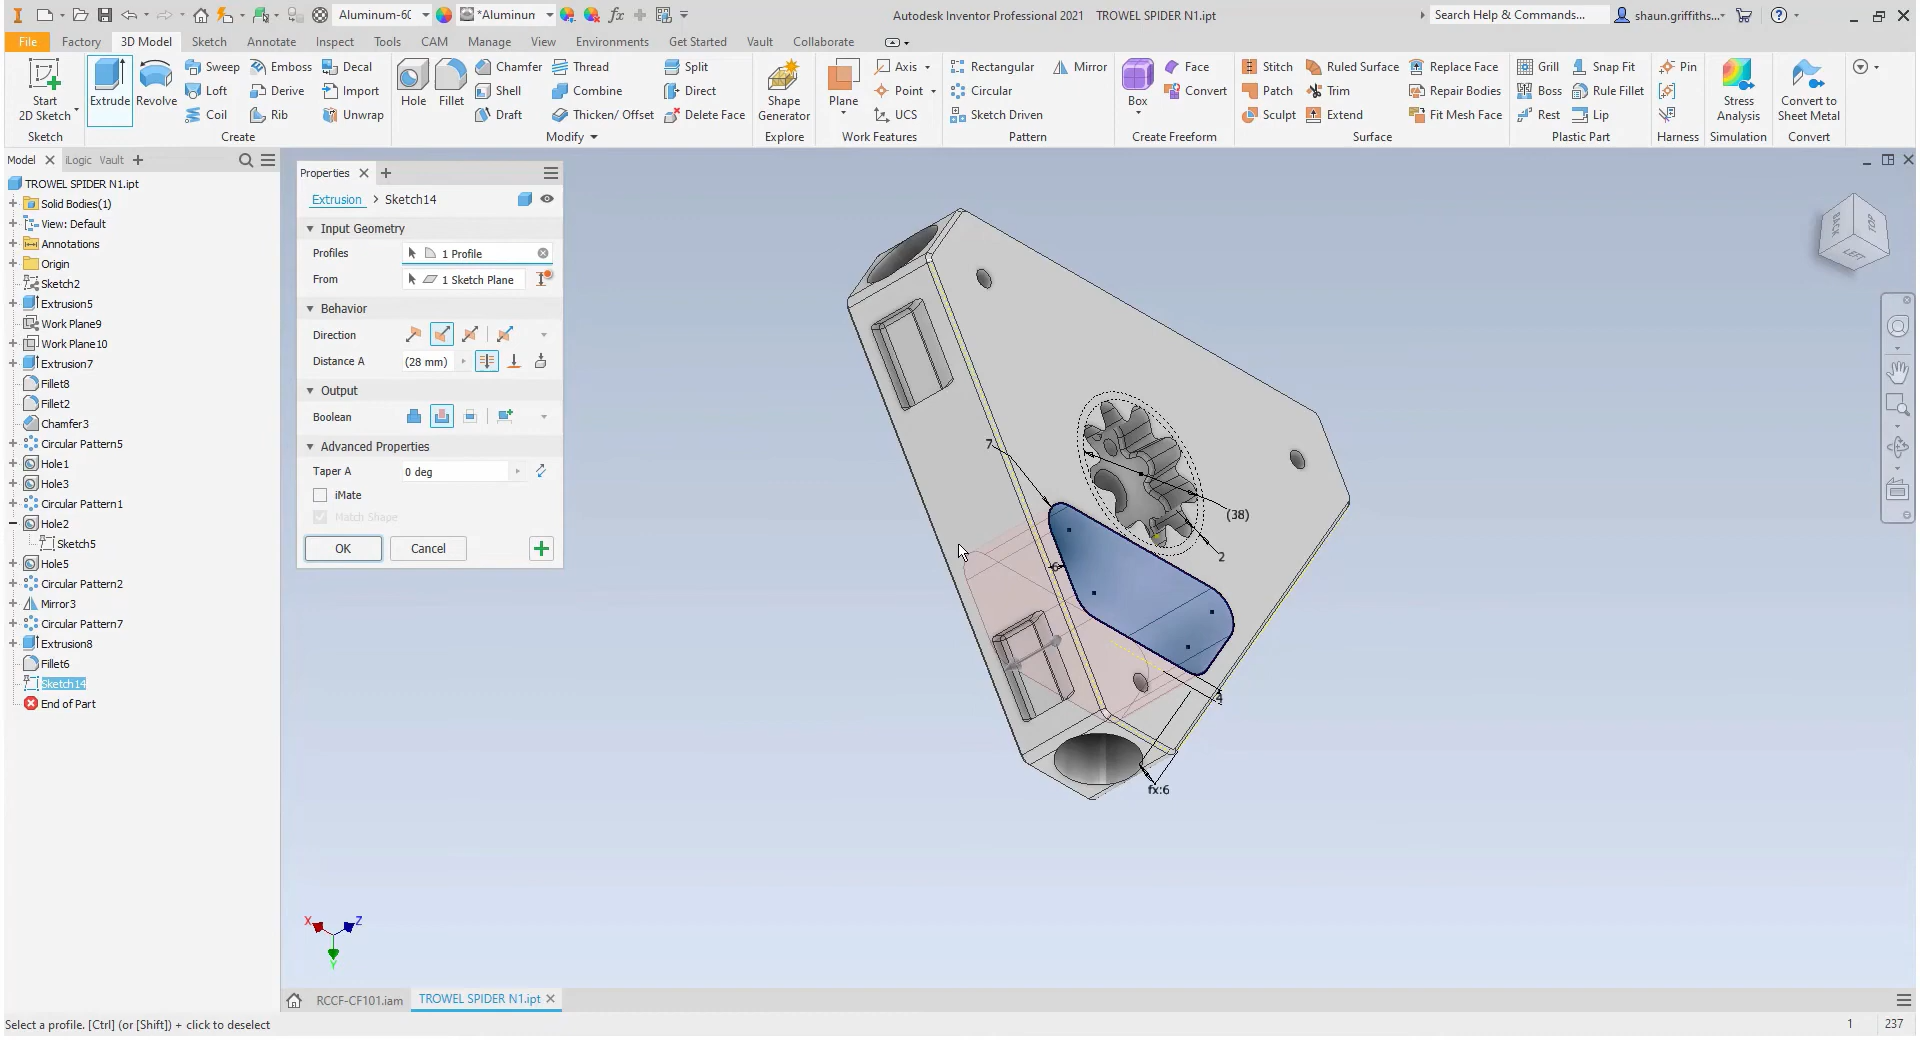 Aluminum-60
*Aluminun
Autodesk Inventor Professional 2021 TROWEL SPIDER N1.ipt
Search Help & Commands...
shaun.griffiths...
File Factory 3D Model Sketch Annotate Inspect Tools CAM Manage View Environments Get Started Vault Collaborate
Start
2D Sketch
Sketch
Extrude
Revolve
Sweep
Emboss
Decal
Loft
Derive
Import
Coil
Rib
Unwrap
Create
Hole
Fillet
Chamfer
Thread
Split
Shell
Combine
Direct
Draft
Thicken/ Offset
Delete Face
Modify
Shape
Generator
Explore
Plane
Axis
Point
UCS
Work Features
Rectangular
Mirror
Circular
Sketch Driven
Pattern
Box
Face
Convert
Create Freeform
Stitch
Ruled Surface
Replace Face
Patch
Trim
Repair Bodies
Sculpt
Extend
Fit Mesh Face
Surface
Grill
Snap Fit
Boss
Rule Fillet
Rest
Lip
Plastic Part
Pin
Harness
Stress
Analysis
Simulation
Convert to
Sheet Metal
Convert
Model iLogic Vault
TROWEL SPIDER N1.ipt
Solid Bodies(1)
View: Default
Annotations
Origin
Sketch2
Extrusion5
Work Plane9
Work Plane10
Extrusion7
Fillet8
Fillet2
Chamfer3
Circular Pattern5
Hole1
Hole3
Circular Pattern1
Hole2
Sketch5
Hole5
Circular Pattern2
Mirror3
Circular Pattern7
Extrusion8
Fillet6
Sketch14
End of Part
Properties
Extrusion > Sketch14
Input Geometry
Profiles 1 Profile
From 1 Sketch Plane
Behavior
Direction
Distance A (28 mm)
Output
Boolean
Advanced Properties
Taper A 0 deg
iMate
Match Shape
OK Cancel
7
(38)
2
6
4
fx:6
BACK
TOP
LEFT
X
Z
Y
RCCF-CF101.iam
TROWEL SPIDER N1.ipt
Select a profile. [Ctrl] (or [Shift]) + click to deselect
1 237